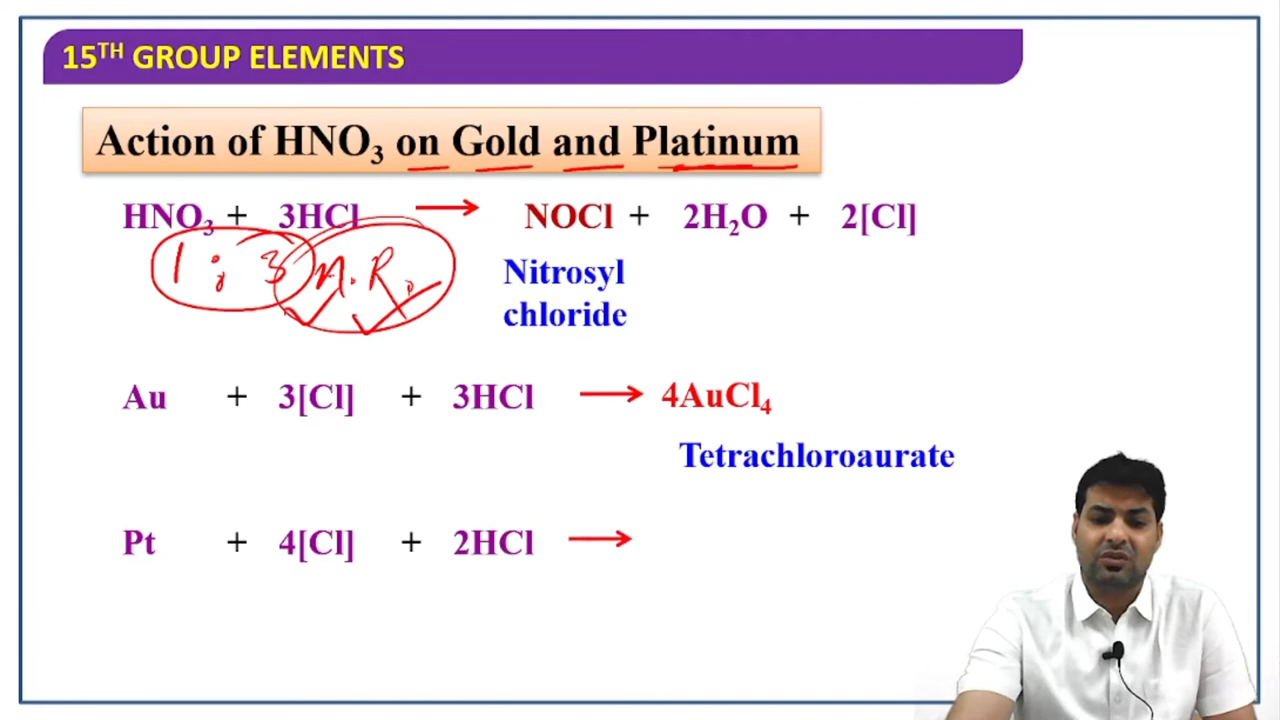 15TH GROUP ELEMENTS
Action of HNO3 on Gold and Platinum
HNO3 + 3HCl → NOCl + 2H2O + 2[Cl]
1 : 3 M.R.
Nitrosyl
chloride
Au + 3[Cl] + 3HCl → 4AuCl4
Tetrachloroaurate
Pt + 4[Cl] + 2HCl →